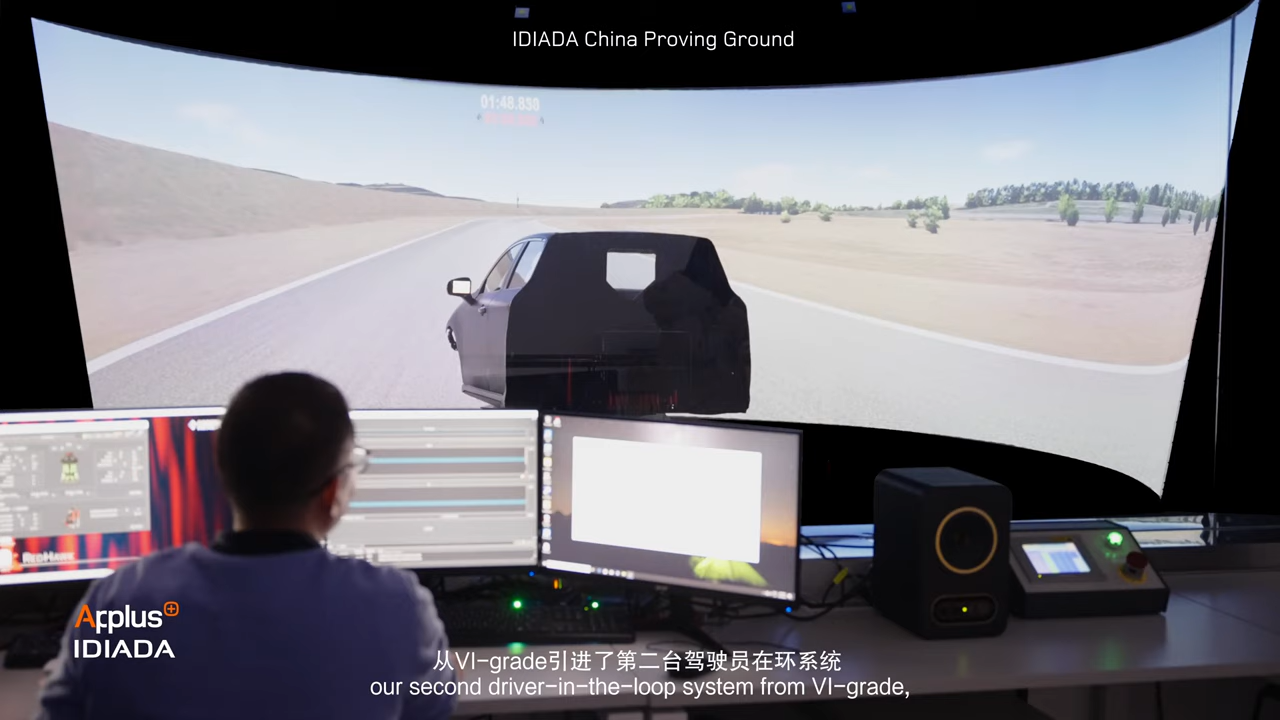 IDIADA China Proving Ground
01:48.830
REDHAWK
Applus+
IDIADA
从VI-grade引进了第二台驾驶员在环系统
our second driver-in-the-loop system from VI-grade,